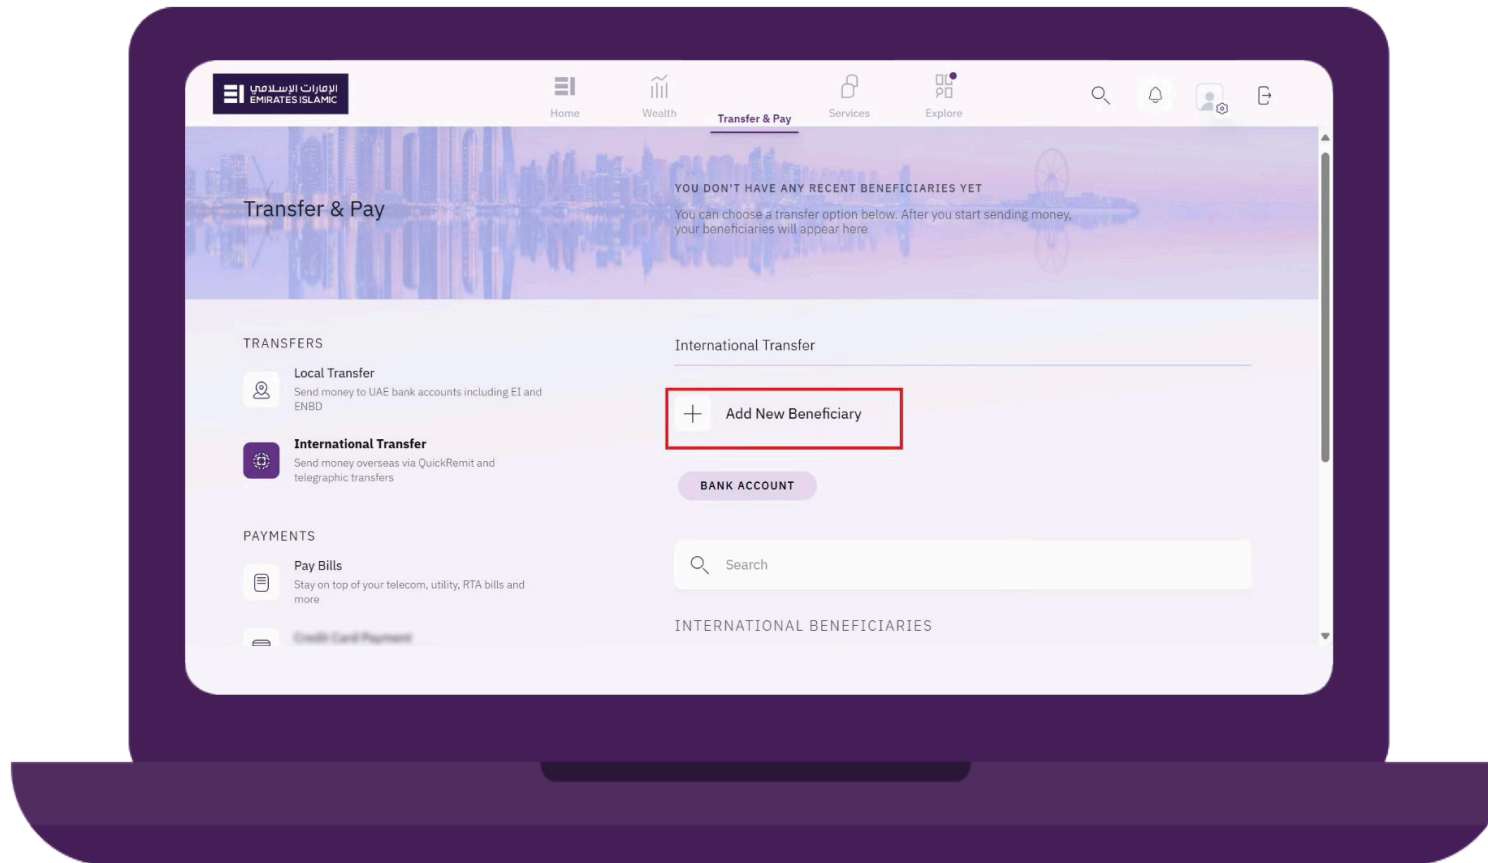 الإمارات الإسلامي
EMIRATES ISLAMIC
Home
Wealth
Transfer & Pay
Services
Explore
Transfer & Pay
YOU DON'T HAVE ANY RECENT BENEFICIARIES YET
You can choose a transfer option below. After you start sending money,
your beneficiaries will appear here
TRANSFERS
Local Transfer
Send money to UAE bank accounts including EI and
ENBD
International Transfer
Send money overseas via QuickRemit and
telegraphic transfers
PAYMENTS
Pay Bills
Stay on top of your telecom, utility, RTA bills and
more
Credit Card Payment
International Transfer
Add New Beneficiary
BANK ACCOUNT
Search
INTERNATIONAL BENEFICIARIES